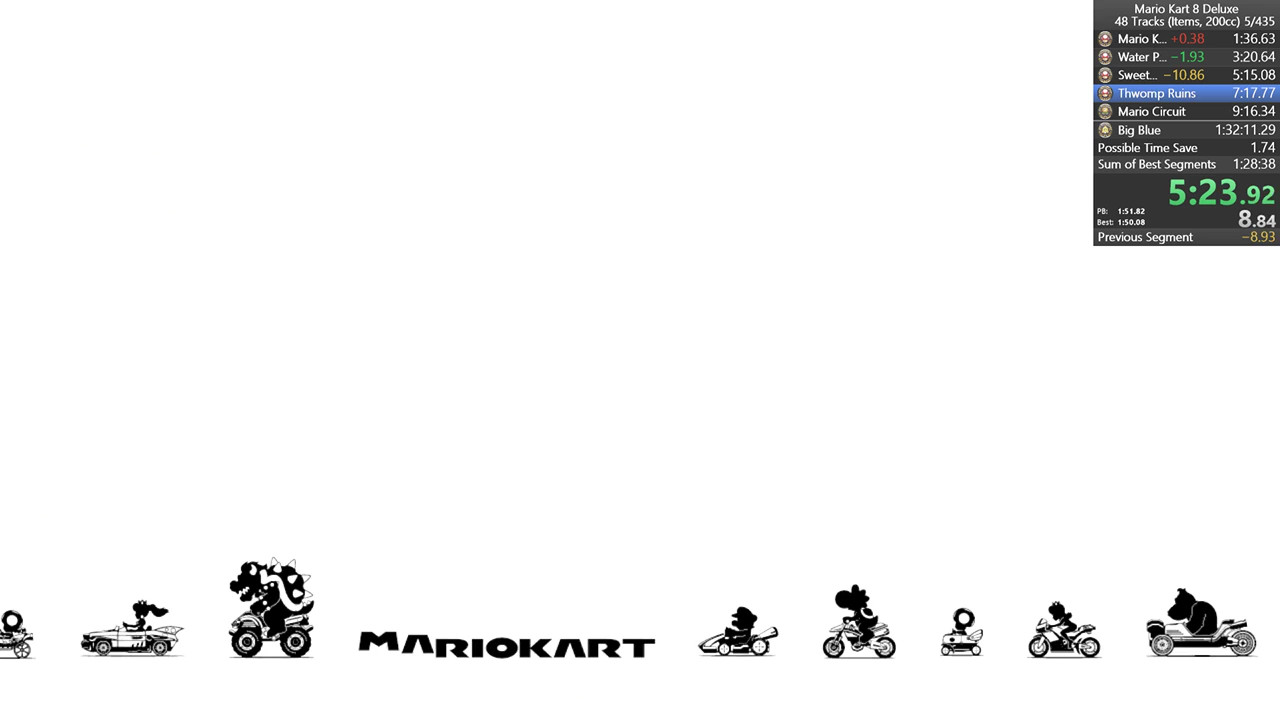 Mario Kart 8 Deluxe
48 Tracks (Items, 200cc) 5/435
Mario K... +0.38 1:36.63
Water P... −1.93 3:20.64
Sweet... −10.86 5:15.08
Thwomp Ruins 7:17.77
Mario Circuit 9:16.34
Big Blue 1:32:11.29
Possible Time Save 1.74
Sum of Best Segments 1:28:38
5:23.92
PB: 1:51.82
Best: 1:50.08
8.84
Previous Segment −8.93
MARIOKART